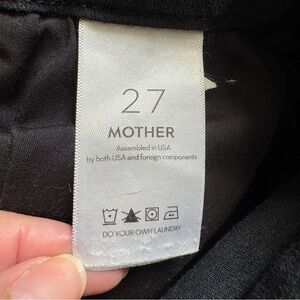 27
MOTHER
Assembled in USA
by both USA and foreign components
DO YOUR OWN LAUNDRY